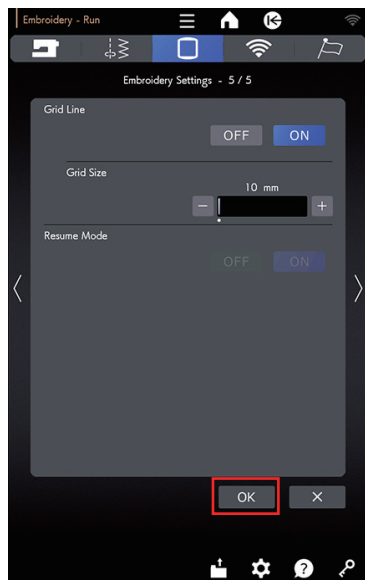 Embroidery - Run
Embroidery Settings - 5 / 5
Grid Line
OFF ON
Grid Size
10 mm
− +
Resume Mode
OFF ON
OK ×
?